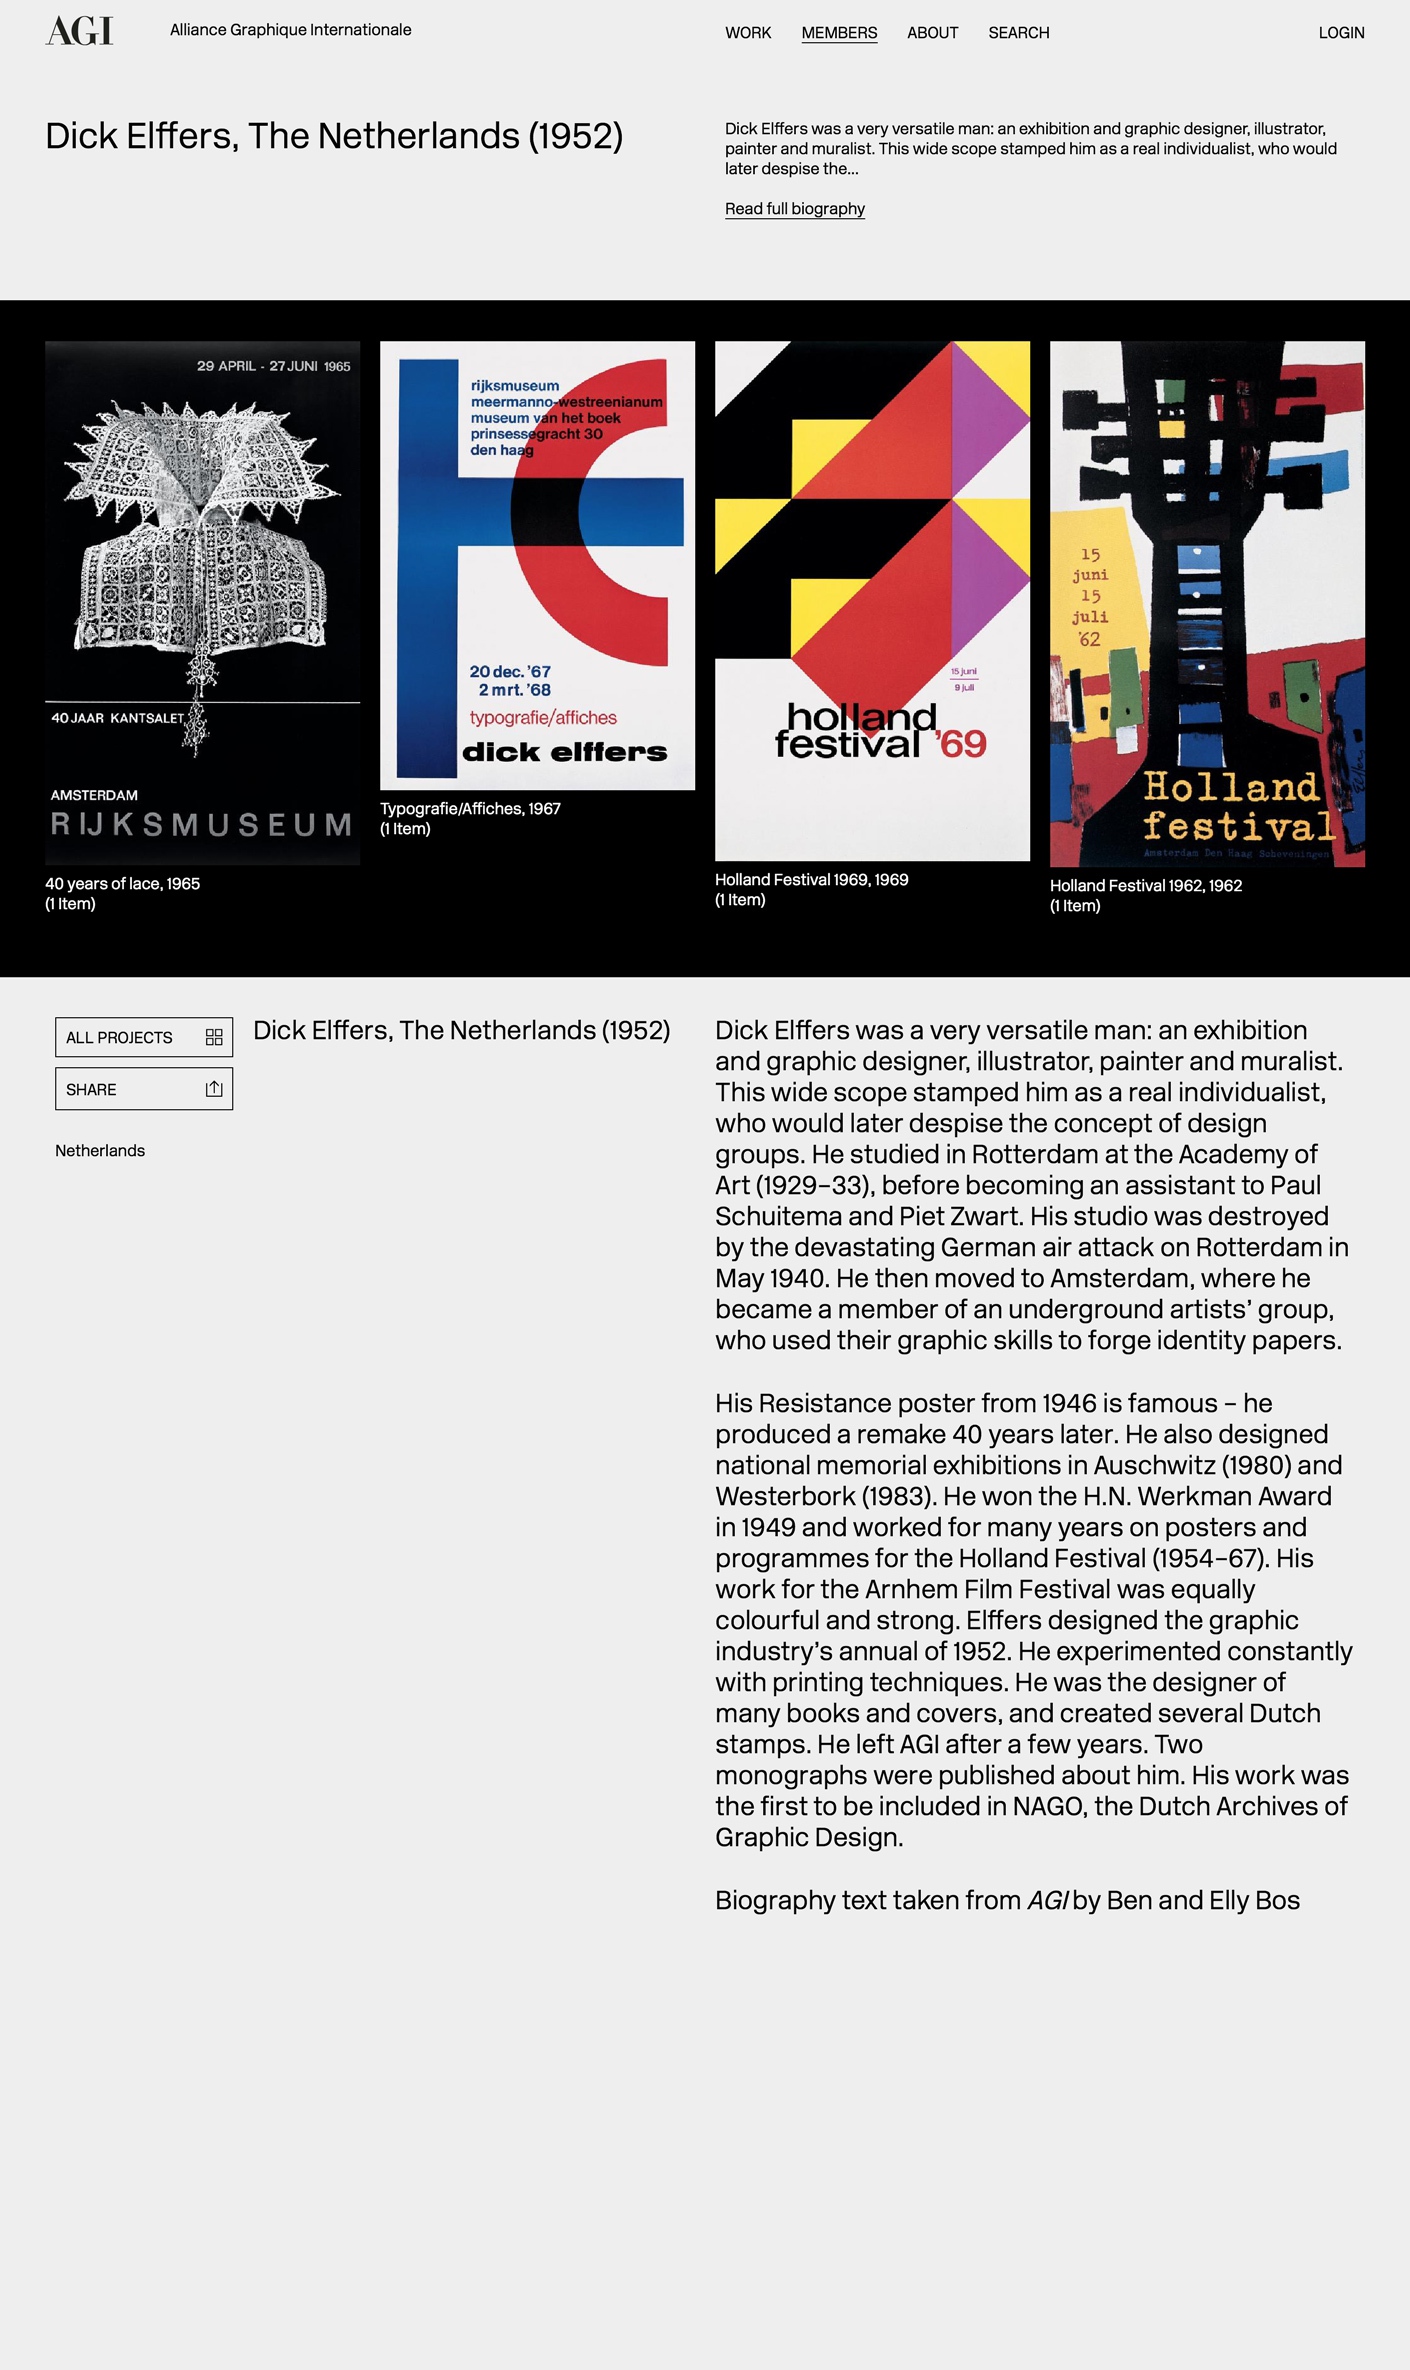 AGI
Alliance Graphique Internationale
WORK
MEMBERS
ABOUT
SEARCH
LOGIN
Dick Elffers, The Netherlands (1952)
Dick Elffers was a very versatile man: an exhibition and graphic designer, illustrator,
painter and muralist. This wide scope stamped him as a real individualist, who would
later despise the...
Read full biography
29 APRIL - 27 JUNI 1965
40 JAAR KANTSALET
AMSTERDAM
RIJKSMUSEUM
40 years of lace, 1965
(1 Item)
rijksmuseum
meermanno-westreenianum
museum van het boek
prinsessegracht 30
den haag
20 dec. '67
2 mrt. '68
typografie/affiches
dick elffers
Typografie/Affiches, 1967
(1 Item)
15 juni
9 juli
holland
festival '69
Holland Festival 1969, 1969
(1 Item)
15
juni
15
juli
'62
Holland
festival
Amsterdam Den Haag Scheveningen
Holland Festival 1962, 1962
(1 Item)
ALL PROJECTS
SHARE
Netherlands
Dick Elffers, The Netherlands (1952)
Dick Elffers was a very versatile man: an exhibition
and graphic designer, illustrator, painter and muralist.
This wide scope stamped him as a real individualist,
who would later despise the concept of design
groups. He studied in Rotterdam at the Academy of
Art (1929–33), before becoming an assistant to Paul
Schuitema and Piet Zwart. His studio was destroyed
by the devastating German air attack on Rotterdam in
May 1940. He then moved to Amsterdam, where he
became a member of an underground artists’ group,
who used their graphic skills to forge identity papers.
His Resistance poster from 1946 is famous – he
produced a remake 40 years later. He also designed
national memorial exhibitions in Auschwitz (1980) and
Westerbork (1983). He won the H.N. Werkman Award
in 1949 and worked for many years on posters and
programmes for the Holland Festival (1954–67). His
work for the Arnhem Film Festival was equally
colourful and strong. Elffers designed the graphic
industry’s annual of 1952. He experimented constantly
with printing techniques. He was the designer of
many books and covers, and created several Dutch
stamps. He left AGI after a few years. Two
monographs were published about him. His work was
the first to be included in NAGO, the Dutch Archives of
Graphic Design.
Biography text taken from AGI by Ben and Elly Bos